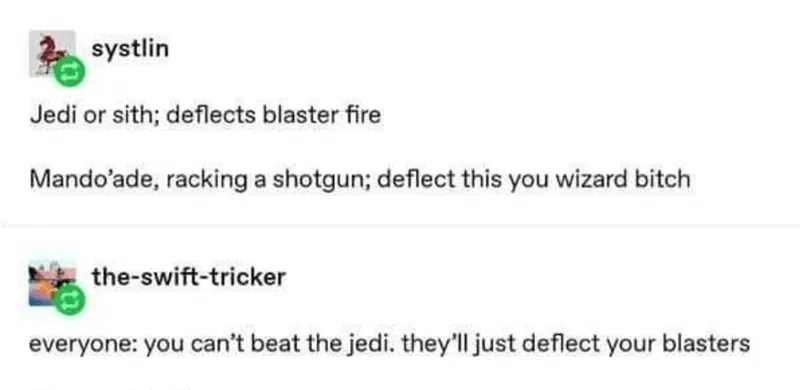 systlin
Jedi or sith; deflects blaster fire
Mando'ade, racking a shotgun; deflect this you wizard bitch
the-swift-tricker
everyone: you can't beat the jedi. they'll just deflect your blasters